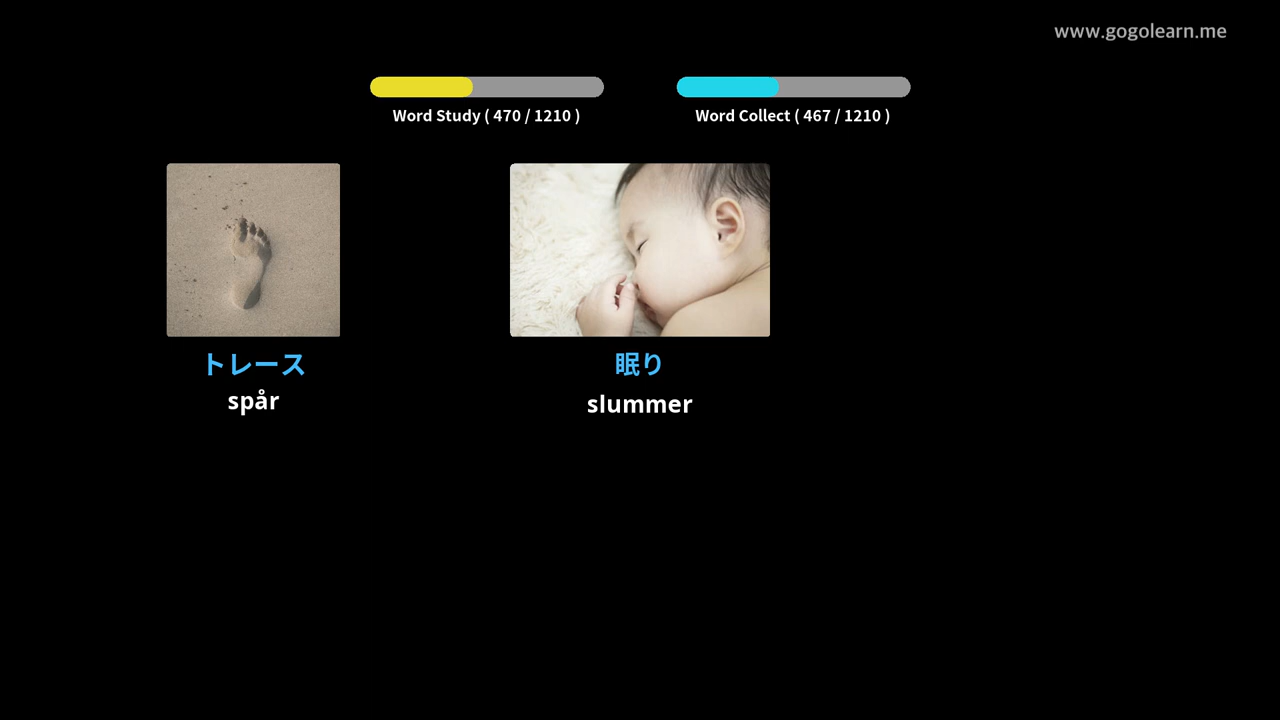 www.gogolearn.me
Word Study ( 470 / 1210 )
Word Collect ( 467 / 1210 )
トレース
spår
眠り
slummer